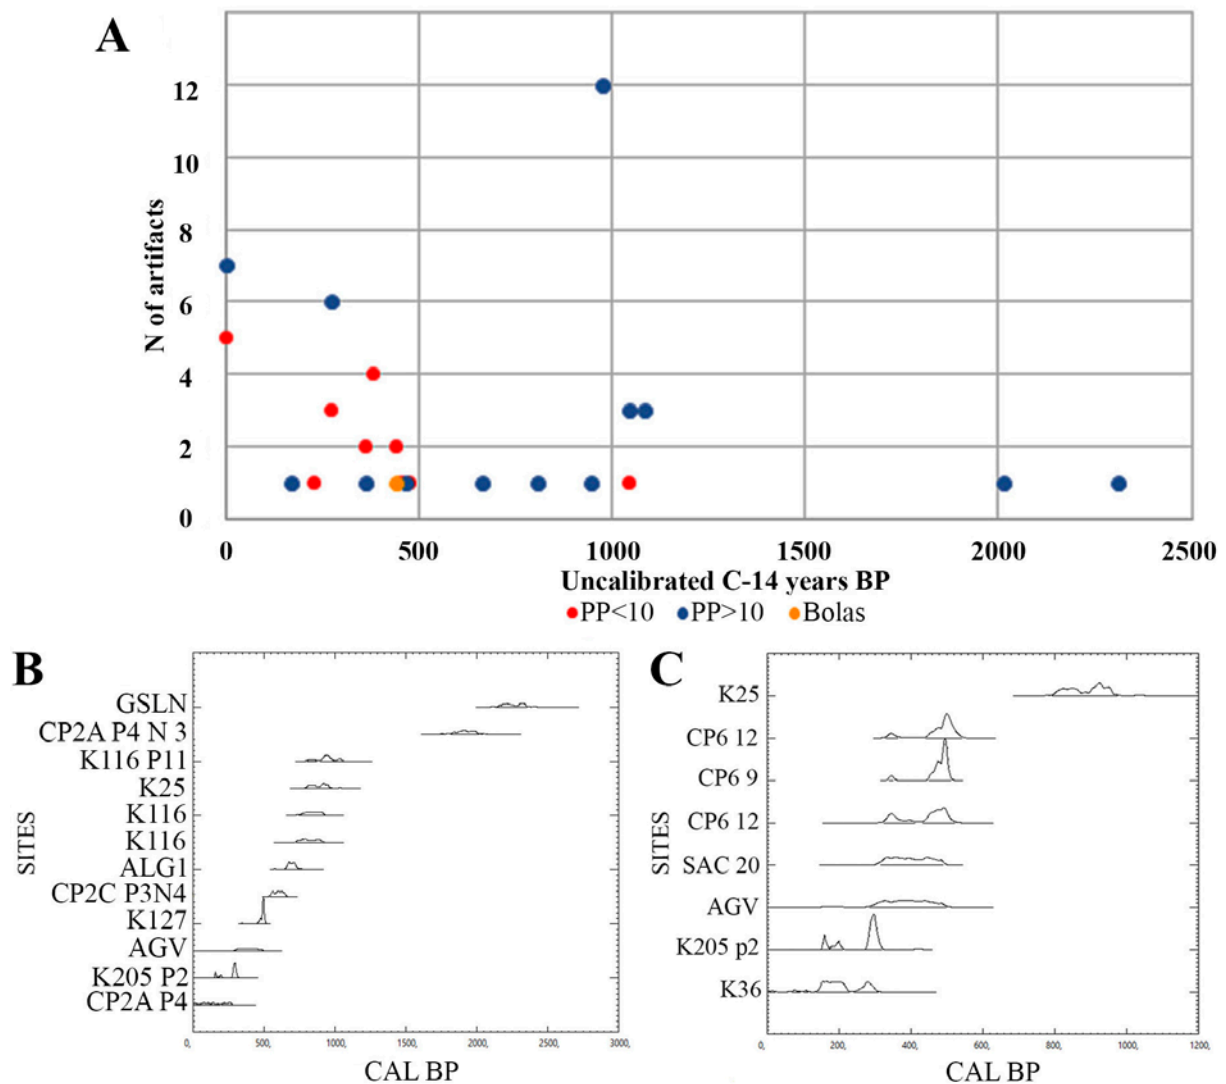 A
N of artifacts
12
10
8
6
4
2
0
0 500 1000 1500 2000 2500
Uncalibrated C-14 years BP
PP<10 PP>10 Bolas
B
SITES
GSLN
CP2A P4 N 3
K116 P11
K25
K116
K116
ALG1
CP2C P3N4
K127
AGV
K205 P2
CP2A P4
0, 500, 1000, 1500, 2000, 2500, 3000,
CAL BP
C
SITES
K25
CP6 12
CP6 9
CP6 12
SAC 20
AGV
K205 p2
K36
0, 200, 400, 600, 800, 1000, 1200,
CAL BP